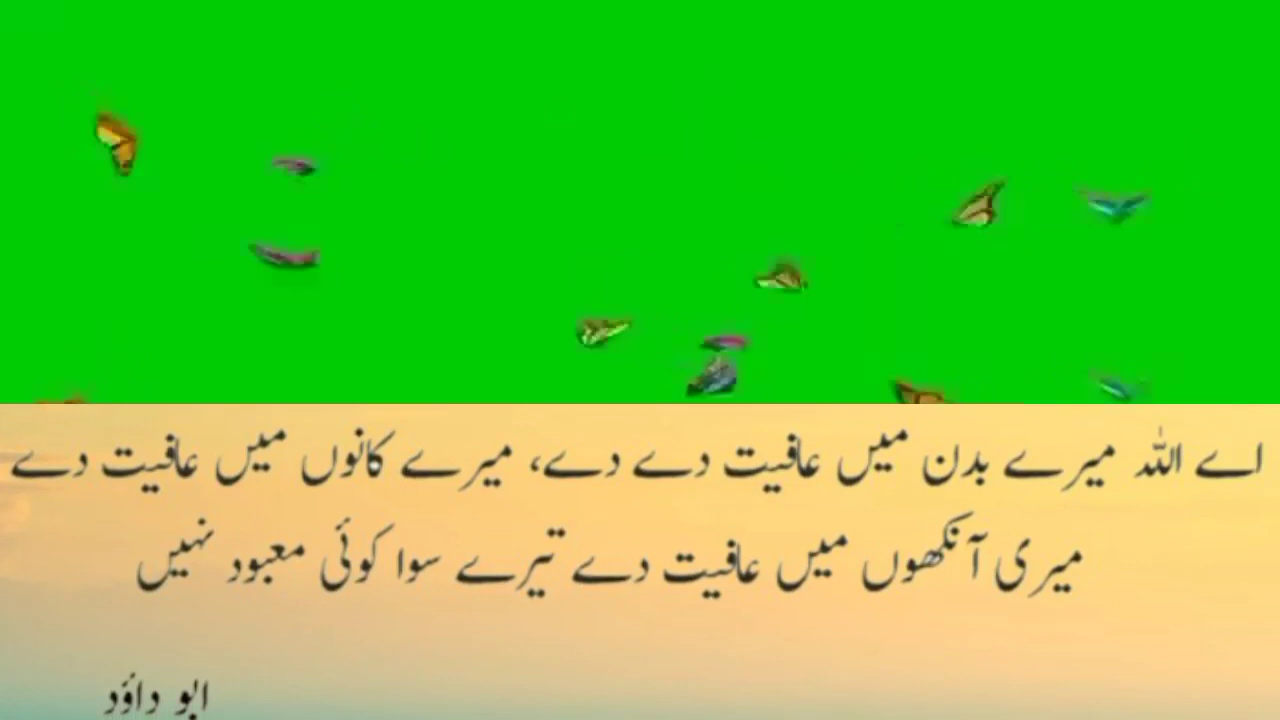 اے اللہ میرے بدن میں عافیت دے دے، میرے کانوں میں عافیت دے
میری آنکھوں میں عافیت دے تیرے سوا کوئی معبود نہیں
ابو داؤد